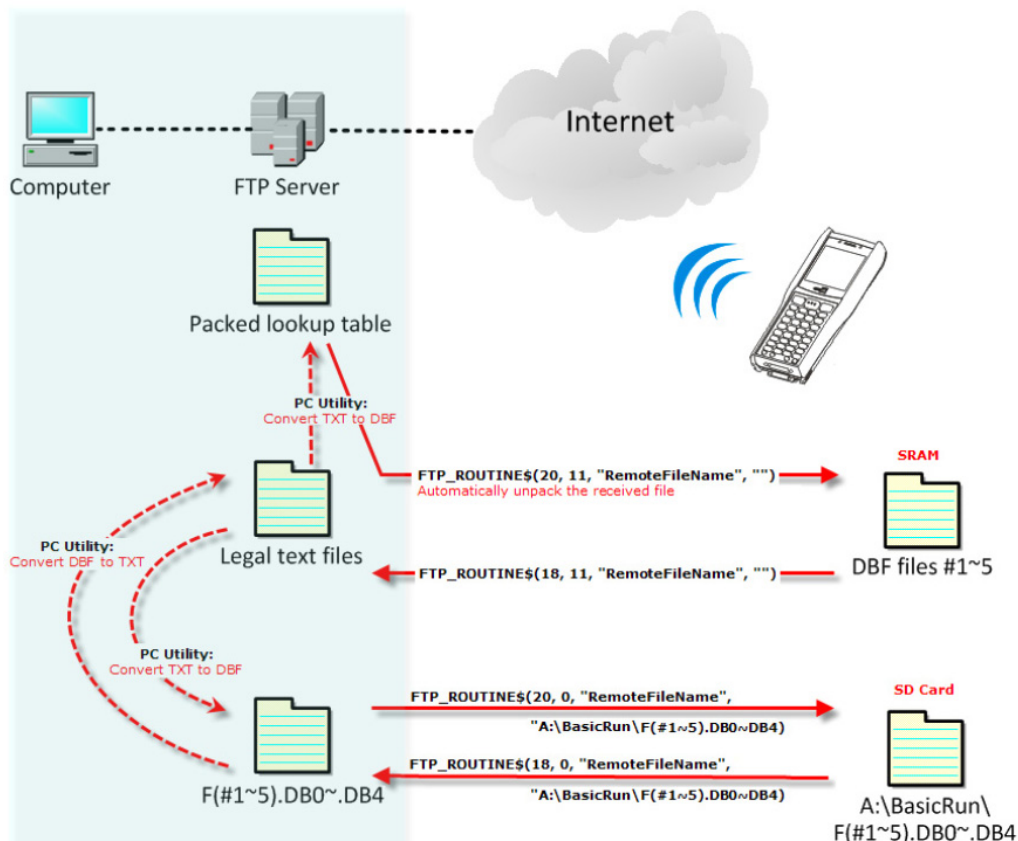 Internet
Computer
FTP Server
Packed lookup table
PC Utility:
Convert TXT to DBF
FTP_ROUTINE$(20, 11, "RemoteFileName", "")
Automatically unpack the received file
SRAM
PC Utility:
Convert DBF to TXT
Legal text files
FTP_ROUTINE$(18, 11, "RemoteFileName", "")
DBF files #1~5
PC Utility:
Convert TXT to DBF
FTP_ROUTINE$(20, 0, "RemoteFileName",
"A:\BasicRun\F(#1~5).DB0~DB4)
SD Card
FTP_ROUTINE$(18, 0, "RemoteFileName",
"A:\BasicRun\F(#1~5).DB0~DB4)
F(#1~5).DB0~.DB4
A:\BasicRun\
F(#1~5).DB0~.DB4